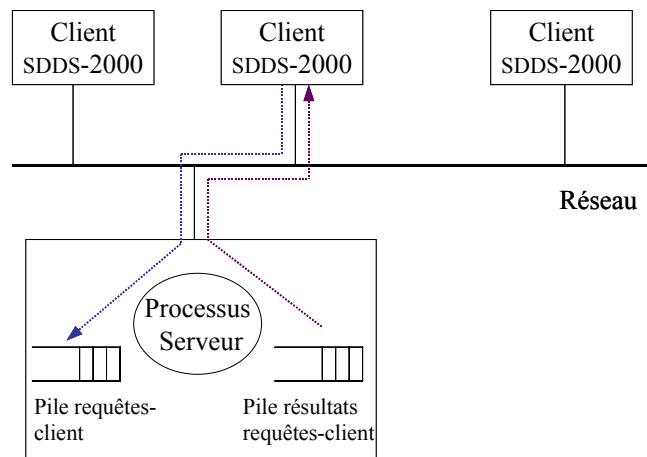 Client
SDDS-2000
Client
SDDS-2000
Client
SDDS-2000
Réseau
Processus
Serveur
Pile requêtes-
client
Pile résultats
requêtes-client